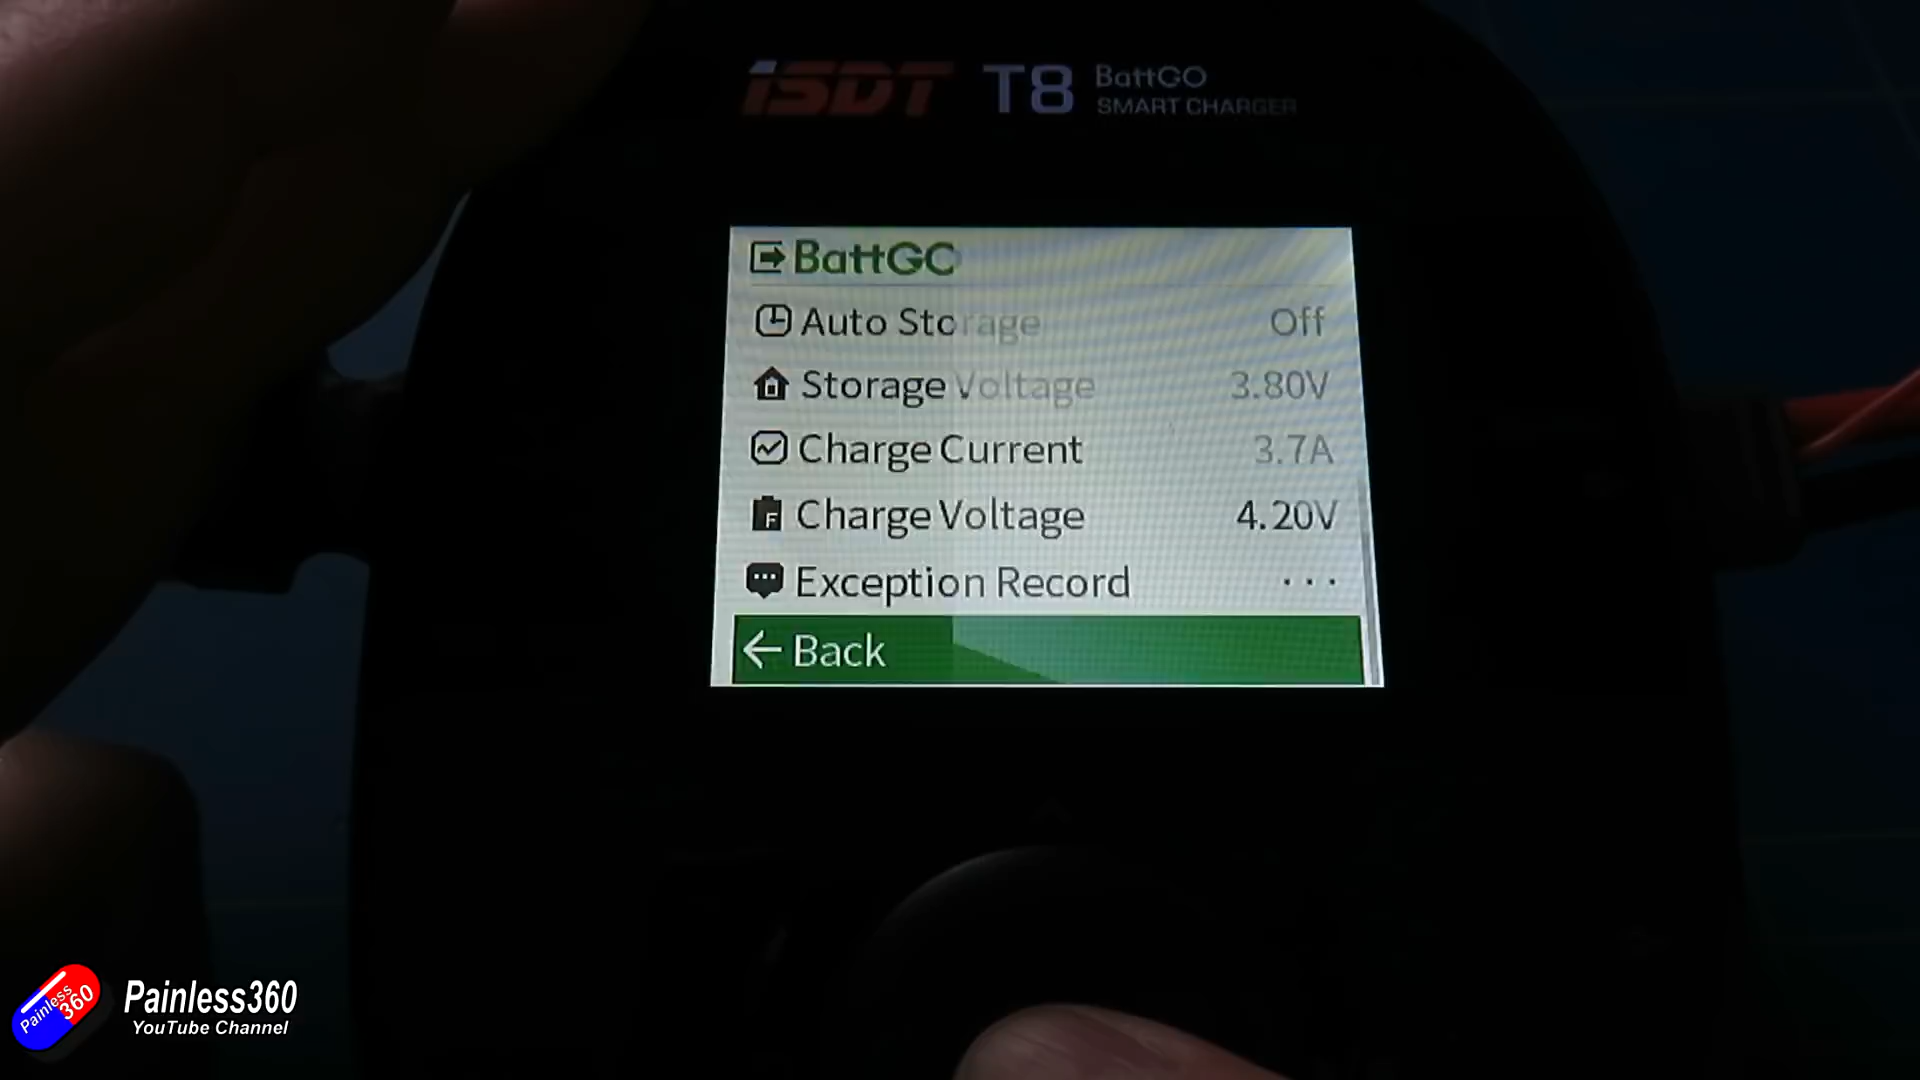 iSDT T8 BattGO
SMART CHARGER
BattGO
Auto Storage Off
Storage Voltage 3.80V
Charge Current 3.7A
F Charge Voltage 4.20V
Exception Record ...
← Back
Painless 360
Painless360
YouTube Channel